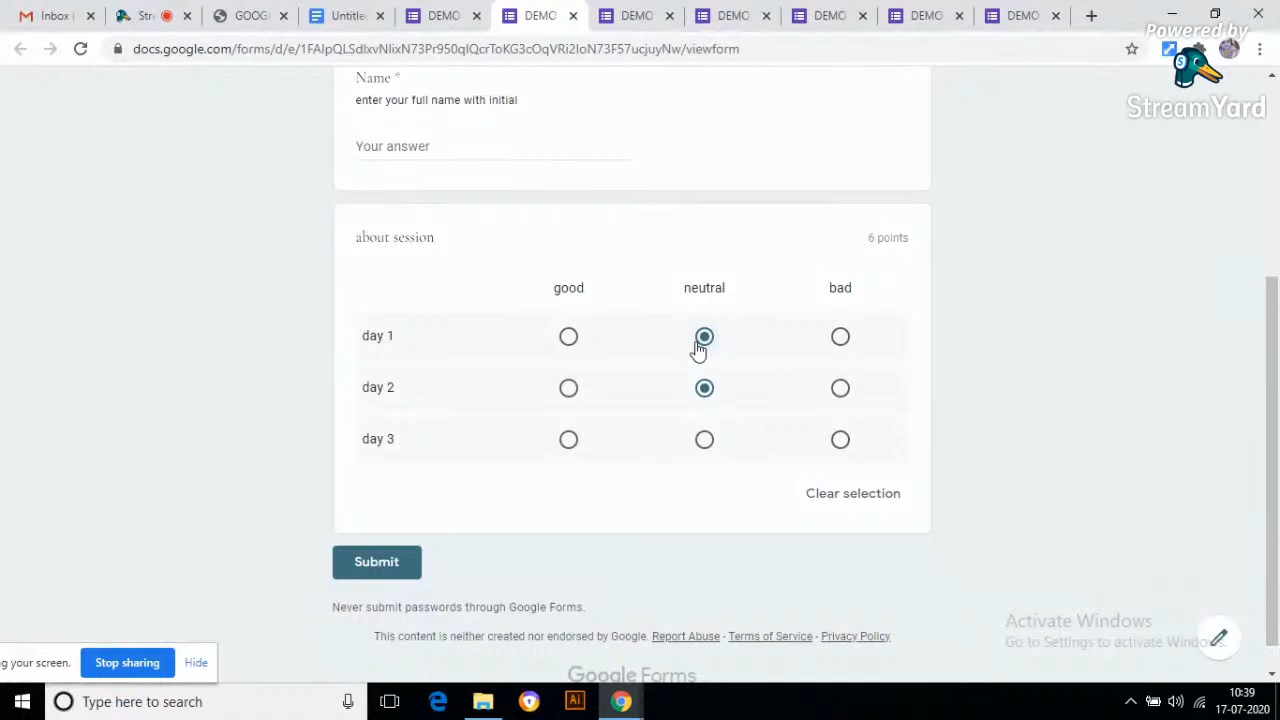 Inbox (
Stre
GOOG
Untitle
DEMO
DEMO
DEMO
DEMO
DEMO
DEMO
DEMO
docs.google.com/forms/d/e/1FAIpQLSdlxvNlixN73Pr950qlQcrToKG3cOqVRi2IoN73F57ucjuyNw/viewform
Powered by
StreamYard
Name *
enter your full name with initial
Your answer
about session
6 points
good neutral bad
day 1
day 2
day 3
Clear selection
Submit
Never submit passwords through Google Forms.
This content is neither created nor endorsed by Google. Report Abuse - Terms of Service - Privacy Policy
Google Forms
Activate Windows
Go to Settings to activate Windows.
g your screen.
Stop sharing
Hide
Type here to search
Ai
10:39
17-07-2020